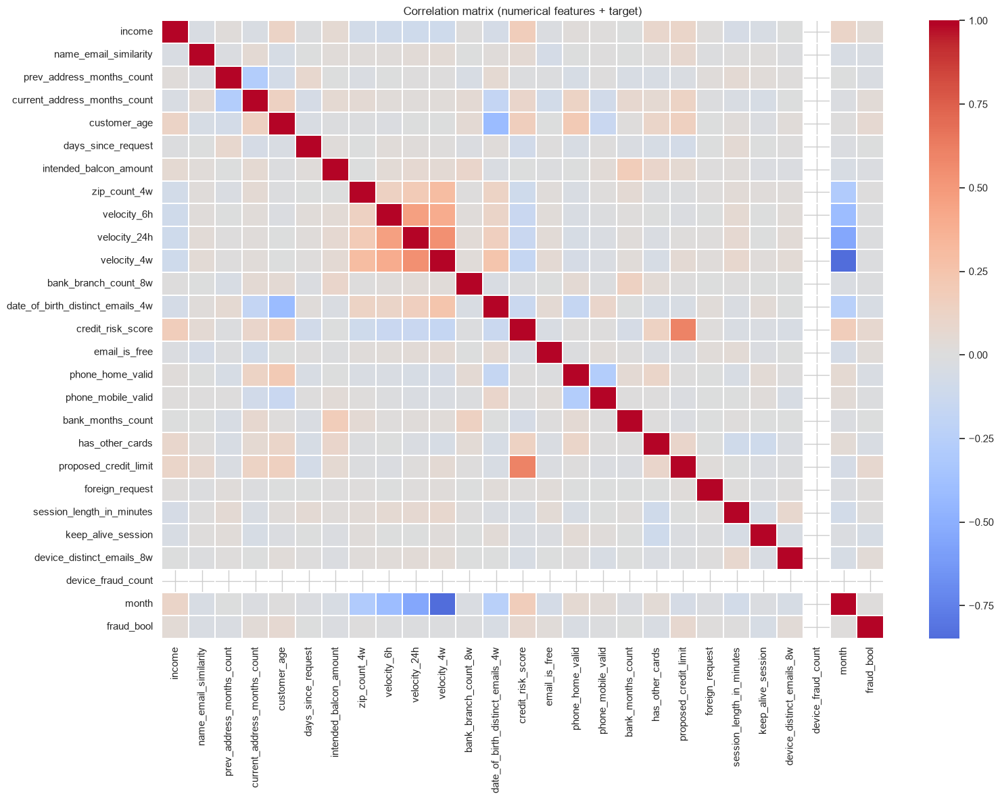 Correlation matrix (numerical features + target)
income
name_email_similarity
prev_address_months_count
current_address_months_count
customer_age
days_since_request
intended_balcon_amount
zip_count_4w
velocity_6h
velocity_24h
velocity_4w
bank_branch_count_8w
date_of_birth_distinct_emails_4w
credit_risk_score
email_is_free
phone_home_valid
phone_mobile_valid
bank_months_count
has_other_cards
proposed_credit_limit
foreign_request
session_length_in_minutes
keep_alive_session
device_distinct_emails_8w
device_fraud_count
month
fraud_bool
income
name_email_similarity
prev_address_months_count
current_address_months_count
customer_age
days_since_request
intended_balcon_amount
zip_count_4w
velocity_6h
velocity_24h
velocity_4w
bank_branch_count_8w
date_of_birth_distinct_emails_4w
credit_risk_score
email_is_free
phone_home_valid
phone_mobile_valid
bank_months_count
has_other_cards
proposed_credit_limit
foreign_request
session_length_in_minutes
keep_alive_session
device_distinct_emails_8w
device_fraud_count
month
fraud_bool
1.00
0.75
0.50
0.25
0.00
−0.25
−0.50
−0.75